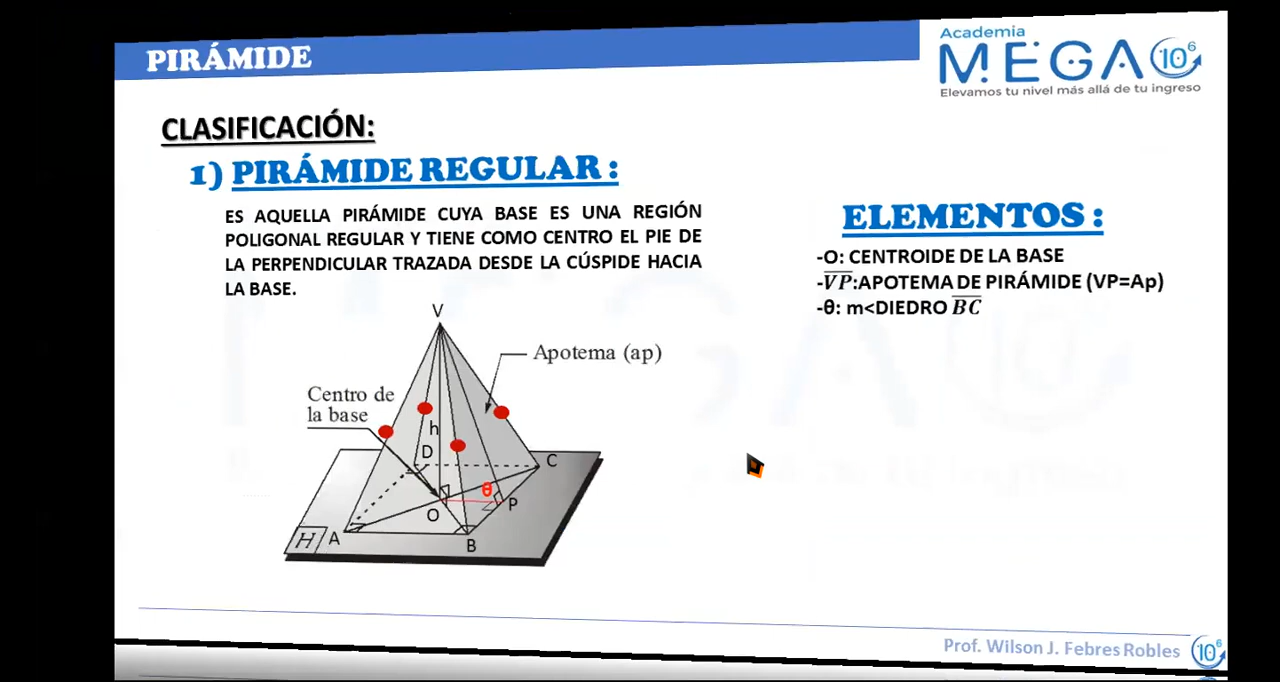 PIRÁMIDE
Academia
MEGA 10⁶
Elevamos tu nivel más allá de tu ingreso
CLASIFICACIÓN:
1) PIRÁMIDE REGULAR :
ES AQUELLA PIRÁMIDE CUYA BASE ES UNA REGIÓN
POLIGONAL REGULAR Y TIENE COMO CENTRO EL PIE DE
LA PERPENDICULAR TRAZADA DESDE LA CÚSPIDE HACIA
LA BASE.
ELEMENTOS :
-O: CENTROIDE DE LA BASE
-V̅P̅:APOTEMA DE PIRÁMIDE (VP=Ap)
-θ: m<DIEDRO B̅C̅
V
Apotema (ap)
Centro de
la base
h
D
C
θ
O
P
H
A
B
Prof. Wilson J. Febres Robles
10⁶